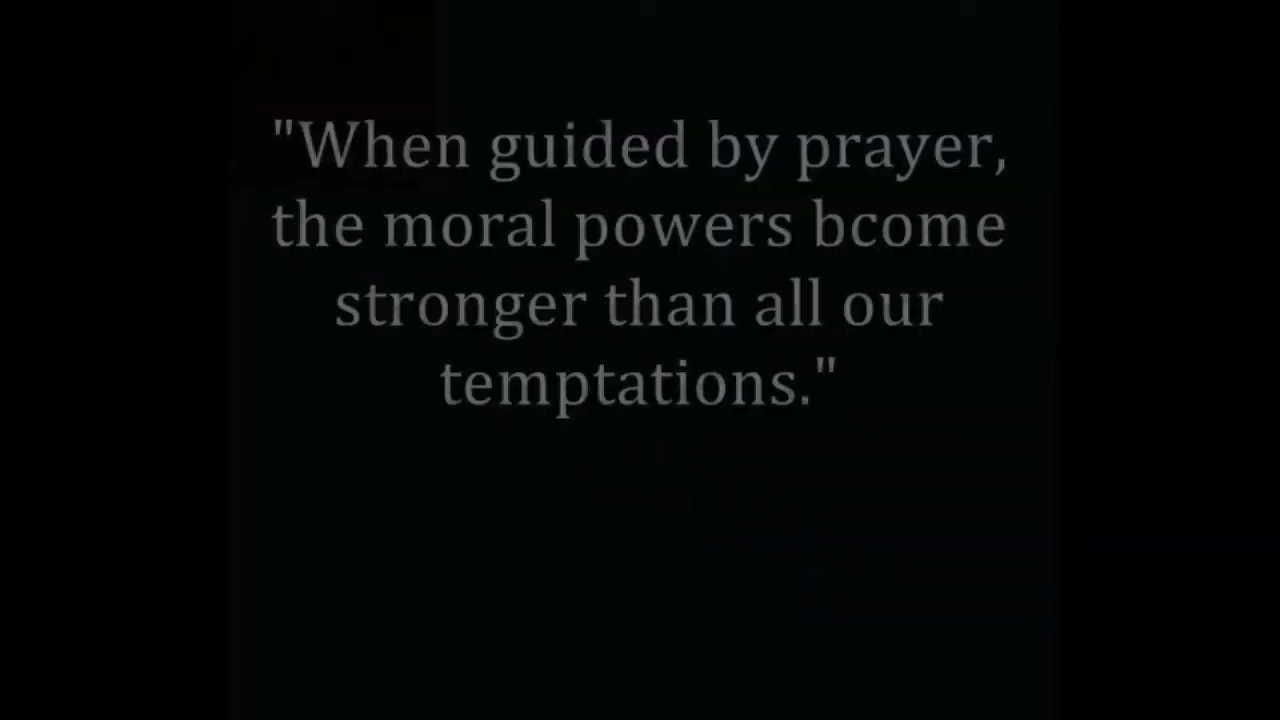 "When guided by prayer,
the moral powers bcome
stronger than all our
temptations."